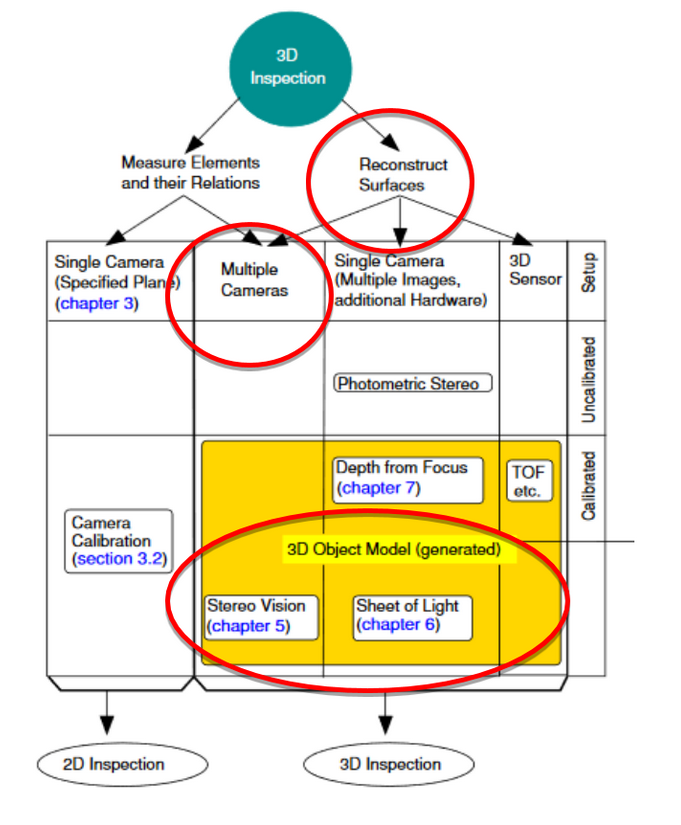 3D
Inspection
Measure Elements
and their Relations
Reconstruct
Surfaces
Single Camera
(Specified Plane)
(chapter 3)
Multiple
Cameras
Single Camera
(Multiple Images,
additional Hardware)
3D
Sensor
Setup
Photometric Stereo
Uncalibrated
Depth from Focus
(chapter 7)
TOF
etc.
Calibrated
Camera
Calibration
(section 3.2)
3D Object Model (generated)
Stereo Vision
(chapter 5)
Sheet of Light
(chapter 6)
2D Inspection
3D Inspection